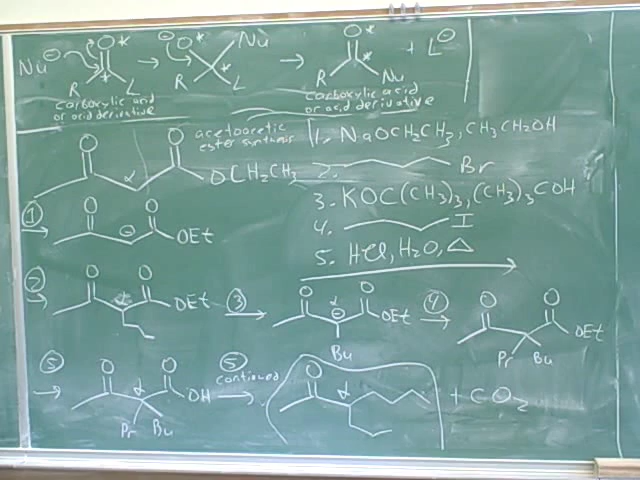 Nu⊖ R O* * L → ⊖O * Nu R L → O* * R Nu + L⊖
carboxylic acid
or acid derivative
carboxylic acid
or acid derivative
acetoacetic
ester synthesis
O O α OCH₂CH₃
1. NaOCH₂CH₃, CH₃CH₂OH
2. Br
3. KOC(CH₃)₃, (CH₃)₃COH
4. I
5. HCl, H₂O, △
① → O O ⊖ OEt
② → O O α OEt ③ → O α O ⊖ OEt Bu ④ → O O OEt Pr Bu
⑤ → O O α OH Pr Bu ⑤ continued → O α + CO₂